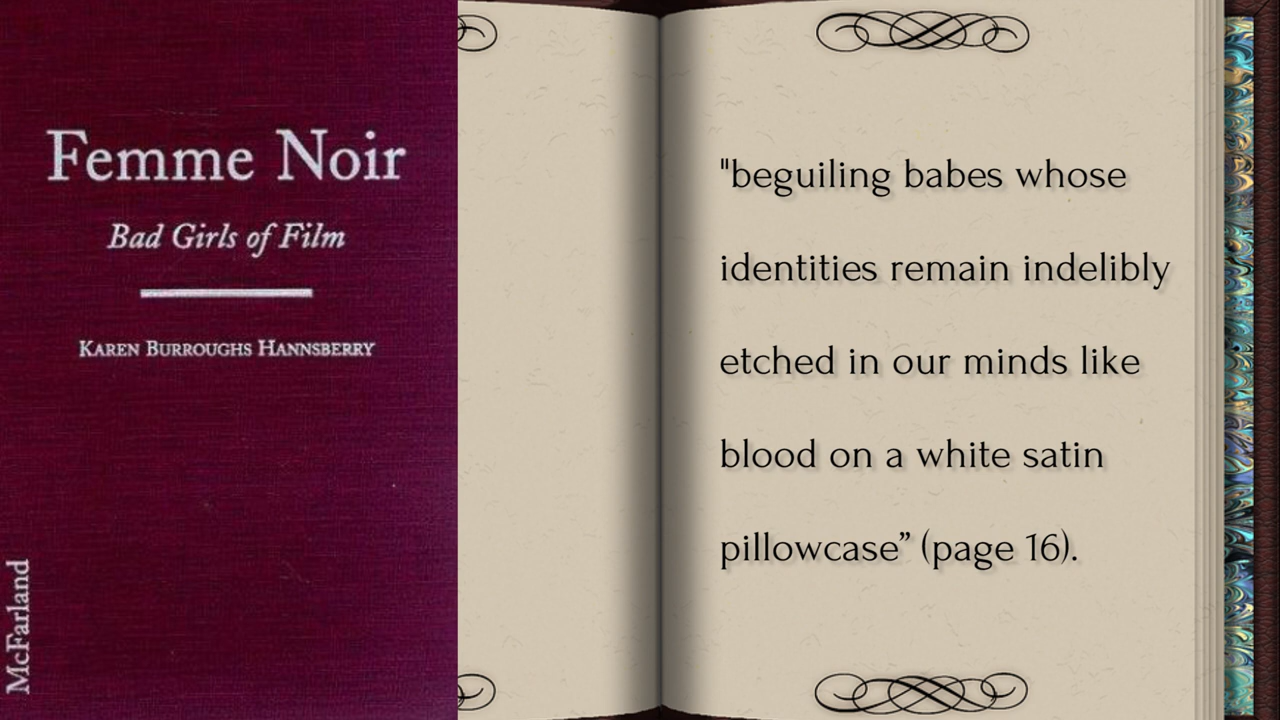 Femme Noir
Bad Girls of Film
KAREN BURROUGHS HANNSBERRY
McFarland
"beguiling babes whose
identities remain indelibly
etched in our minds like
blood on a white satin
pillowcase” (page 16).